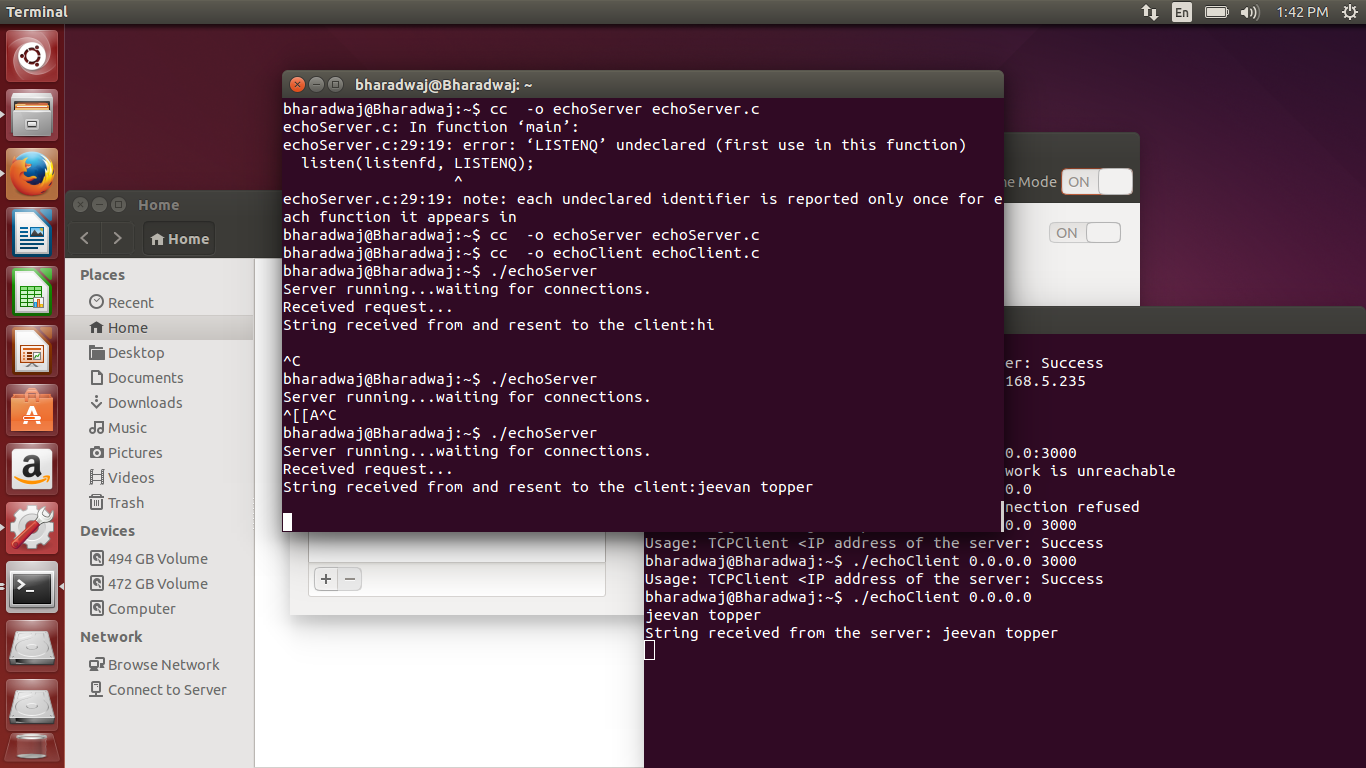 Terminal
En
1:42 PM
bharadwaj@Bharadwaj: ~
bharadwaj@Bharadwaj:~$ cc  -o echoServer echoServer.c
echoServer.c: In function ‘main’:
echoServer.c:29:19: error: ‘LISTENQ’ undeclared (first use in this function)
  listen(listenfd, LISTENQ);
                   ^
echoServer.c:29:19: note: each undeclared identifier is reported only once for e
ach function it appears in
bharadwaj@Bharadwaj:~$ cc  -o echoServer echoServer.c
bharadwaj@Bharadwaj:~$ cc  -o echoClient echoClient.c
bharadwaj@Bharadwaj:~$ ./echoServer
Server running...waiting for connections.
Received request...
String received from and resent to the client:hi
^C
bharadwaj@Bharadwaj:~$ ./echoServer
Server running...waiting for connections.
^[[A^C
bharadwaj@Bharadwaj:~$ ./echoServer
Server running...waiting for connections.
Received request...
String received from and resent to the client:jeevan topper
Home
Home
Places
Recent
Home
Desktop
Documents
Downloads
Music
Pictures
Videos
Trash
Devices
494 GB Volume
472 GB Volume
Computer
Network
Browse Network
Connect to Server
Mode ON
ON
er: Success
168.5.235
0.0:3000
work is unreachable
0.0
nection refused
0.0 3000
Usage: TCPClient <IP address of the server: Success
bharadwaj@Bharadwaj:~$ ./echoClient 0.0.0.0 3000
Usage: TCPClient <IP address of the server: Success
bharadwaj@Bharadwaj:~$ ./echoClient 0.0.0.0
jeevan topper
String received from the server: jeevan topper